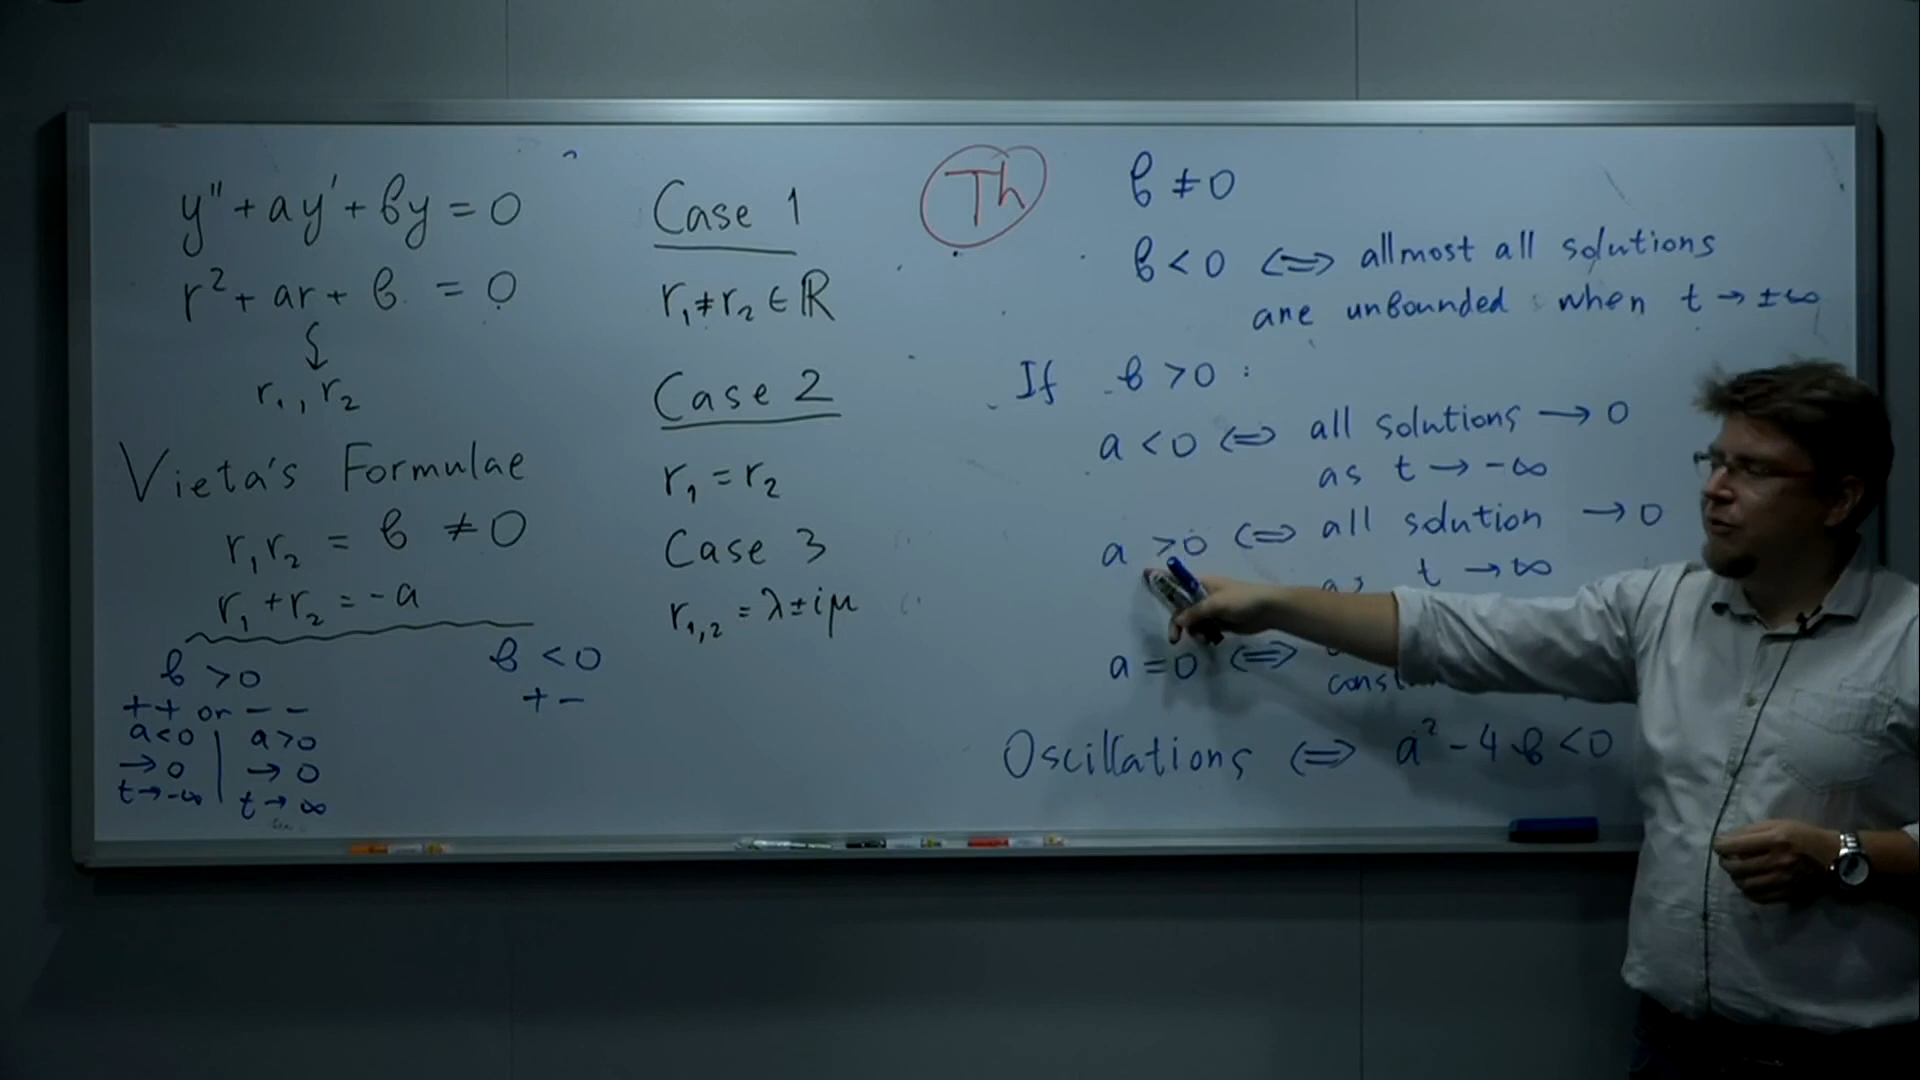 y'' + ay' + by = 0
r² + ar + b = 0
r₁, r₂
Vieta's Formulae
r₁r₂ = b ≠ 0
r₁ + r₂ = -a
b > 0
+ + or - -
a<0 | a>0
→ 0 | → 0
t → -∞ | t → ∞
b < 0
+ -
Case 1
r₁ ≠ r₂ ∈ ℝ
Case 2
r₁ = r₂
Case 3
r₁,₂ = λ ± iμ
Th
b ≠ 0
b < 0 ⟺ allmost all solutions
are unbounded when t → ±∞
If b > 0 :
a < 0 ⟺ all solutions → 0
as t → -∞
a > 0 ⟺ all solution → 0
as t → ∞
a = 0 ⟺
Oscillations ⟺ a² - 4b < 0